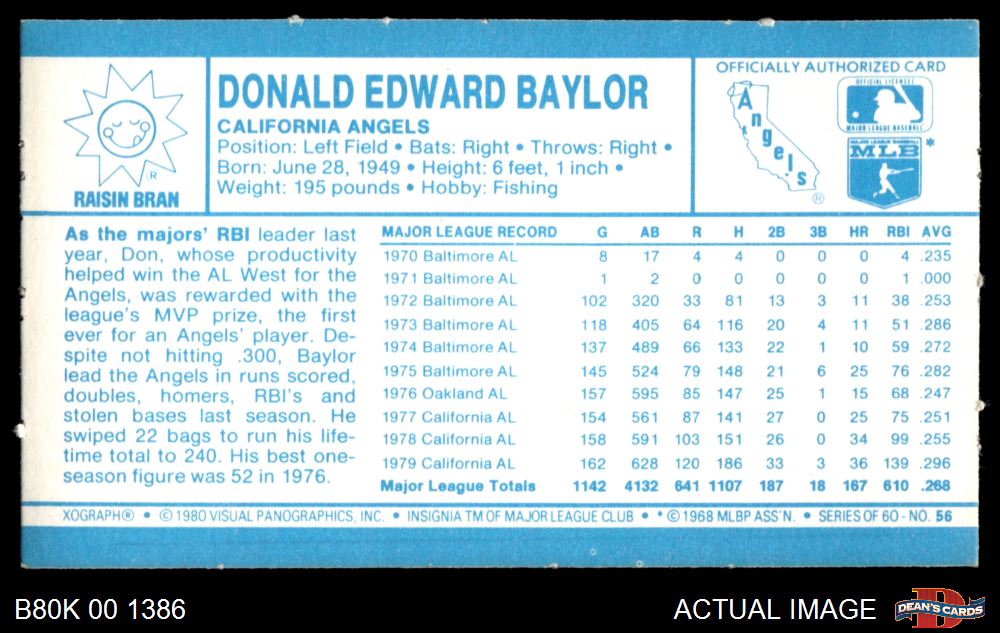 RAISIN BRAN
DONALD EDWARD BAYLOR
CALIFORNIA ANGELS
Position: Left Field • Bats: Right • Throws: Right •
Born: June 28, 1949 • Height: 6 feet, 1 inch •
Weight: 195 pounds • Hobby: Fishing
OFFICIALLY AUTHORIZED CARD
Angels
®
OFFICIAL LICENSEE
MAJOR LEAGUE BASEBALL
MAJOR LEAGUE BASEBALL
MLB *
As the majors' RBI leader last
year, Don, whose productivity
helped win the AL West for the
Angels, was rewarded with the
league's MVP prize, the first
ever for an Angels' player. De-
spite not hitting .300, Baylor
lead the Angels in runs scored,
doubles, homers, RBI's and
stolen bases last season. He
swiped 22 bags to run his life-
time total to 240. His best one-
season figure was 52 in 1976.
MAJOR LEAGUE RECORD G AB R H 2B 3B HR RBI AVG
1970 Baltimore AL 8 17 4 4 0 0 0 4 .235
1971 Baltimore AL 1 2 0 0 0 0 0 1 .000
1972 Baltimore AL 102 320 33 81 13 3 11 38 .253
1973 Baltimore AL 118 405 64 116 20 4 11 51 .286
1974 Baltimore AL 137 489 66 133 22 1 10 59 .272
1975 Baltimore AL 145 524 79 148 21 6 25 76 .282
1976 Oakland AL 157 595 85 147 25 1 15 68 .247
1977 California AL 154 561 87 141 27 0 25 75 .251
1978 California AL 158 591 103 151 26 0 34 99 .255
1979 California AL 162 628 120 186 33 3 36 139 .296
Major League Totals 1142 4132 641 1107 187 18 167 610 .268
XOGRAPH® • ©1980 VISUAL PANOGRAPHICS, INC. • INSIGNIA TM OF MAJOR LEAGUE CLUB • * ©1968 MLBP ASS'N. • SERIES OF 60 - NO. 56
B80K 00 1386
ACTUAL IMAGE
D
DEAN'S CARDS